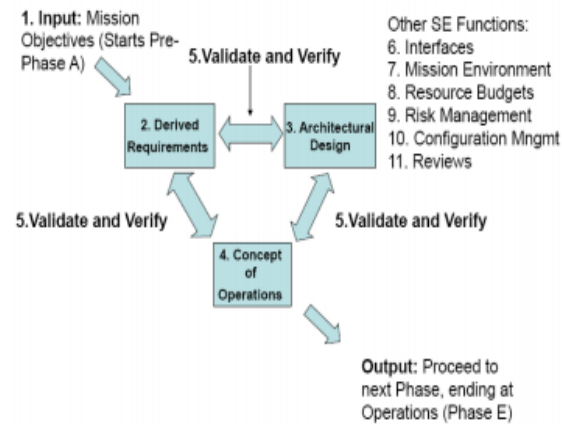 1. Input: Mission
Objectives (Starts Pre-
Phase A)
5.Validate and Verify
Other SE Functions:
6. Interfaces
7. Mission Environment
8. Resource Budgets
9. Risk Management
10. Configuration Mngmt
11. Reviews
2. Derived
Requirements
3. Architectural
Design
5.Validate and Verify
5.Validate and Verify
4. Concept
of
Operations
Output: Proceed to
next Phase, ending at
Operations (Phase E)